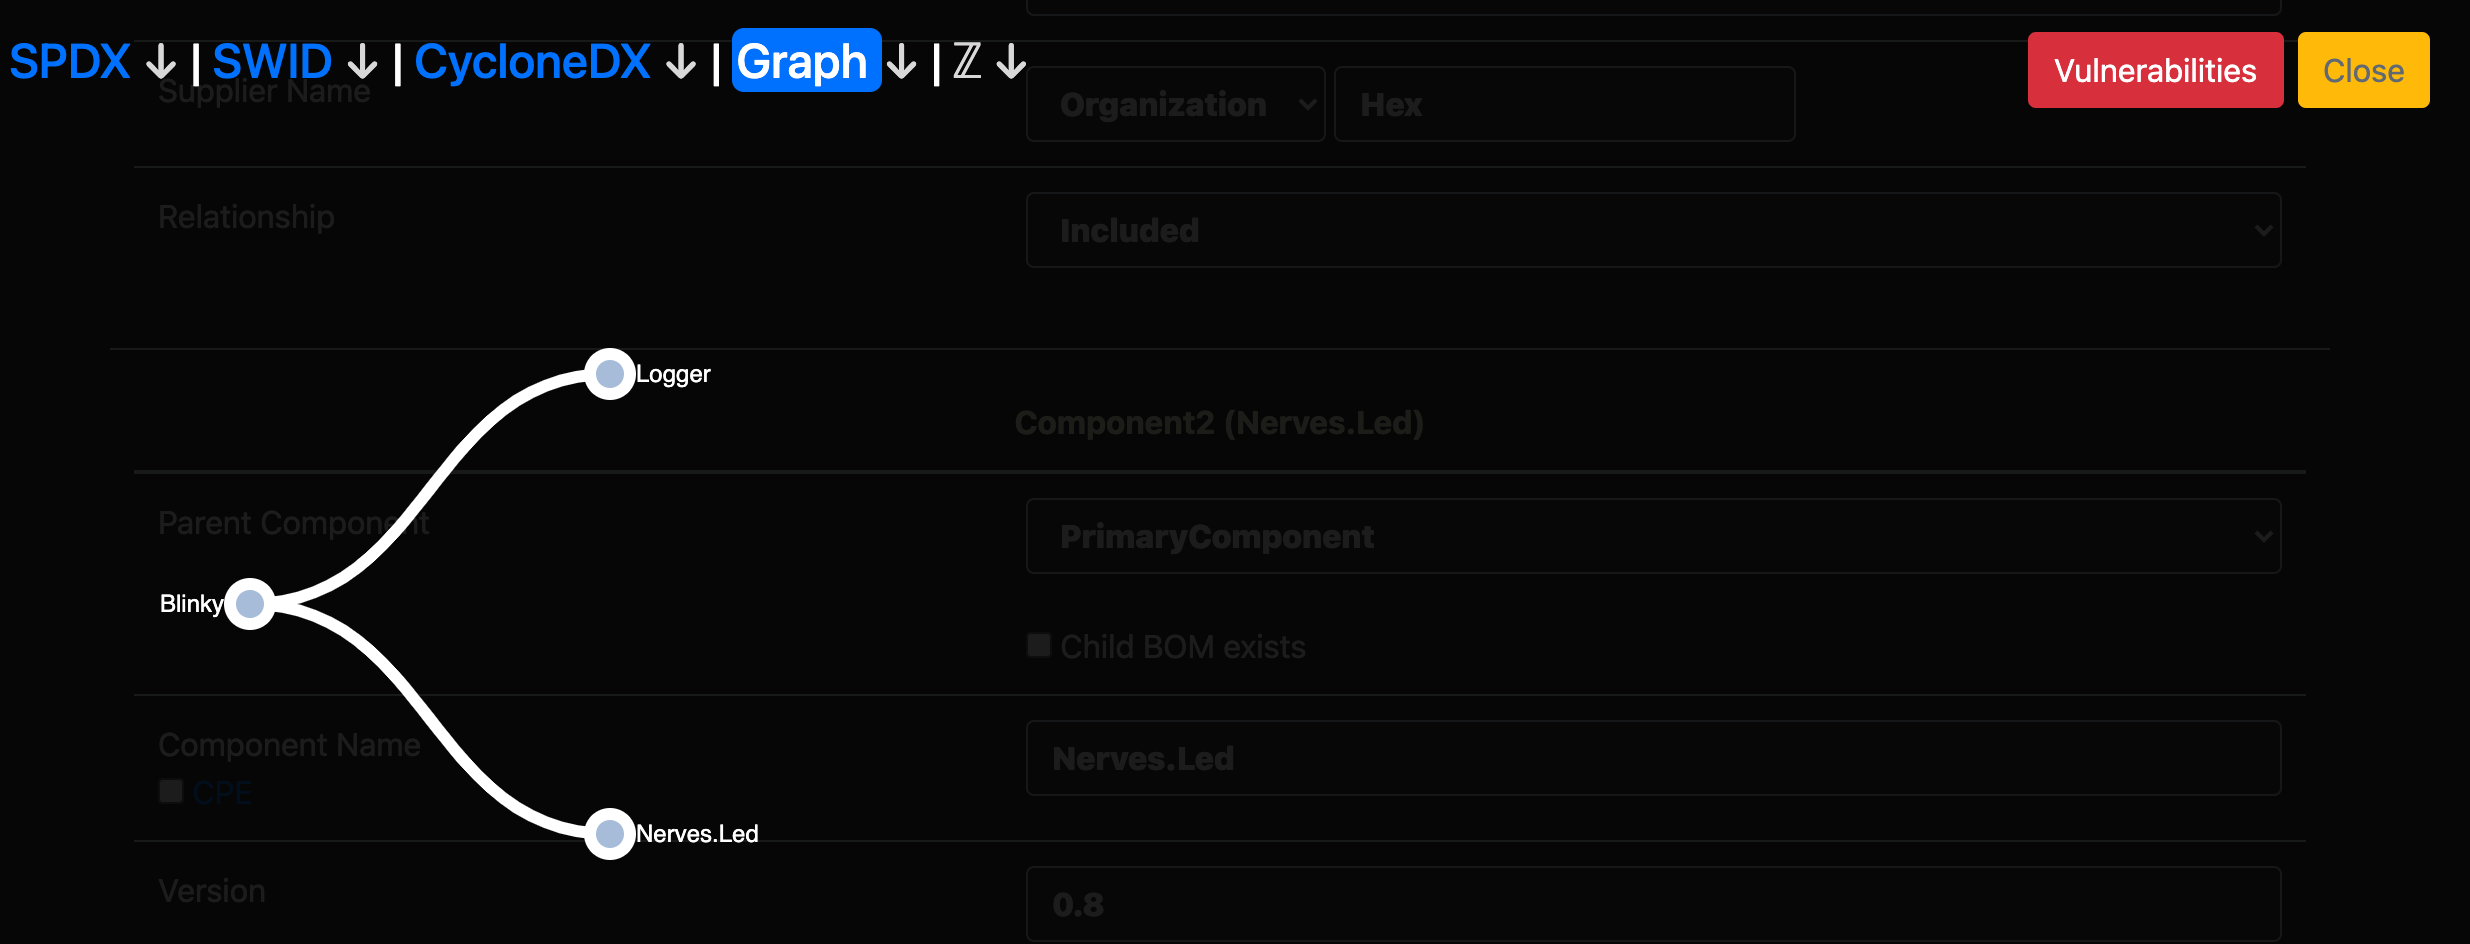 SPDX ↓ | SWID ↓ | CycloneDX ↓ | Graph ↓ | ℤ ↓
Vulnerabilities Close
Supplier Name Organization Hex
Relationship Included
Logger
Component2 (Nerves.Led)
Parent Component PrimaryComponent
Blinky
Child BOM exists
Component Name Nerves.Led
CPE
Nerves.Led
Version 0.8